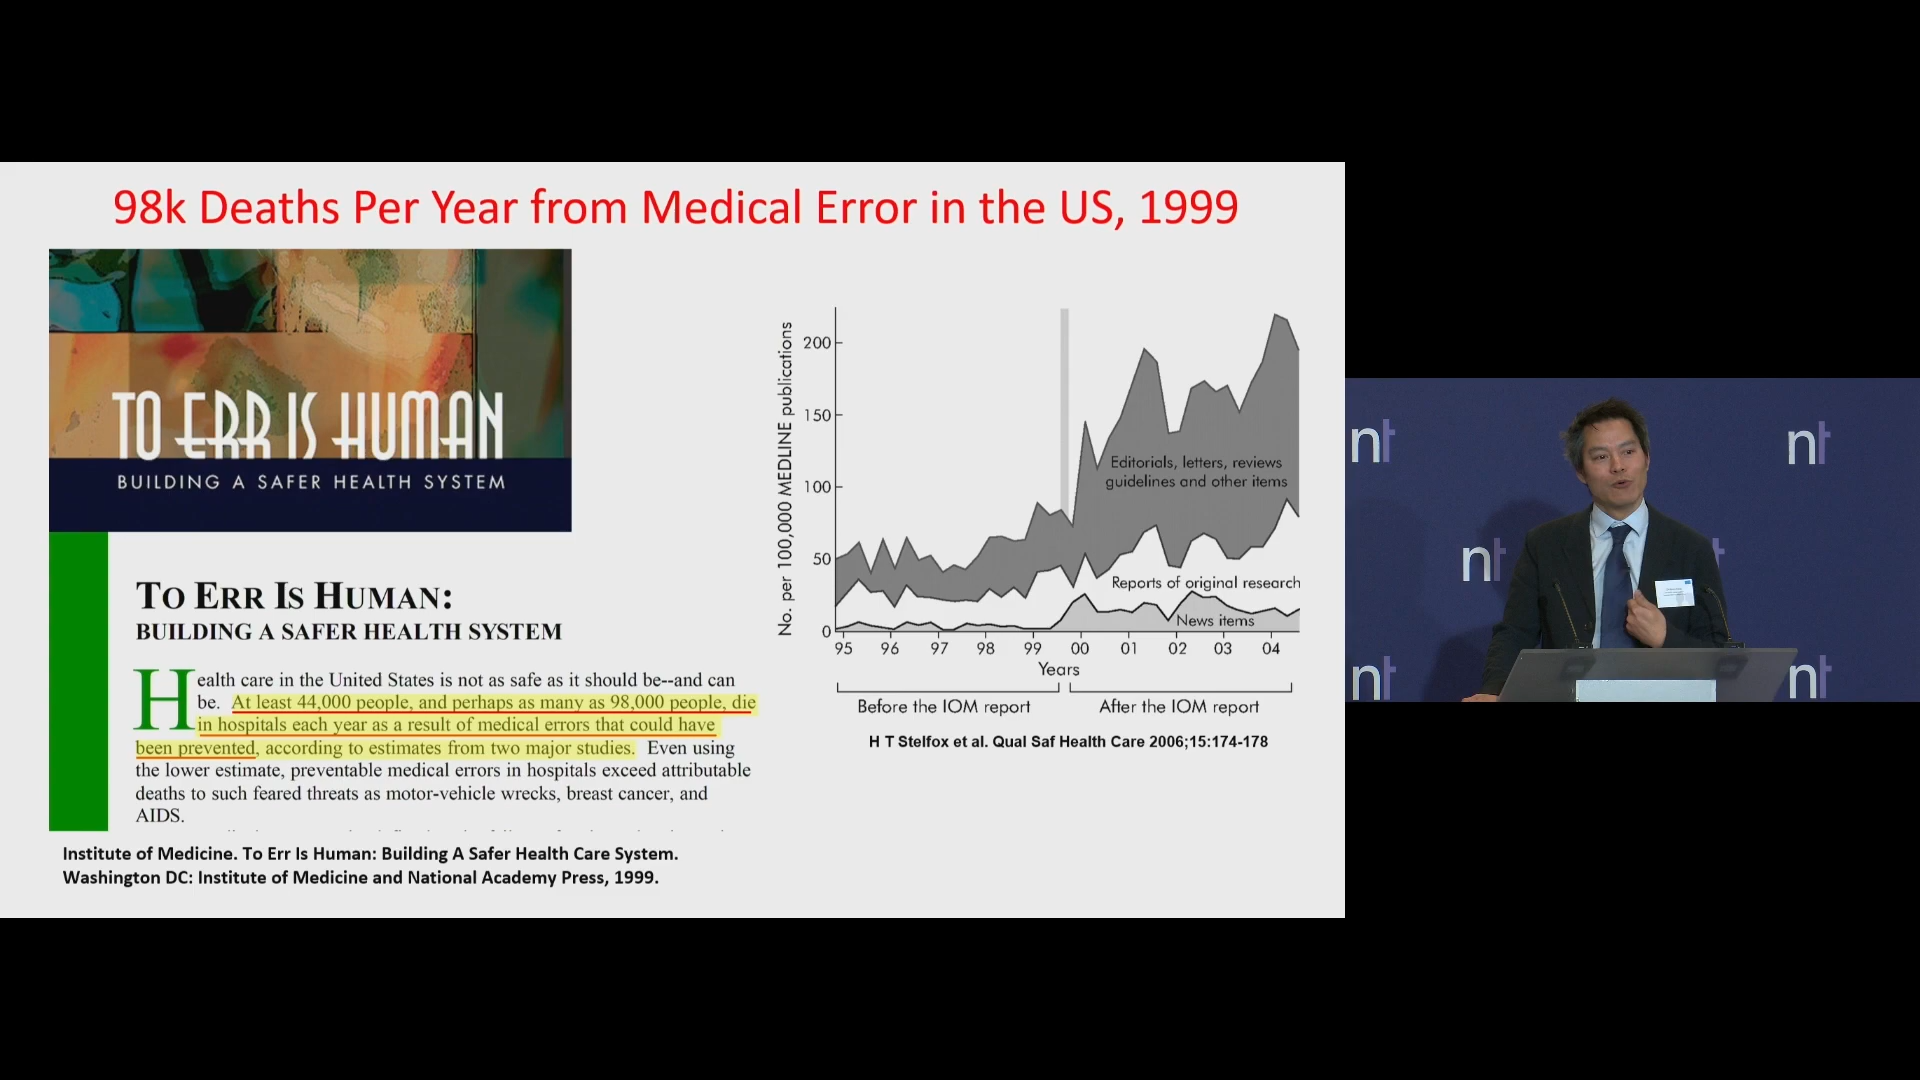 98k Deaths Per Year from Medical Error in the US, 1999
TO ERR IS HUMAN
BUILDING A SAFER HEALTH SYSTEM
TO ERR IS HUMAN:
BUILDING A SAFER HEALTH SYSTEM
Health care in the United States is not as safe as it should be--and can
be. At least 44,000 people, and perhaps as many as 98,000 people, die
in hospitals each year as a result of medical errors that could have
been prevented, according to estimates from two major studies. Even using
the lower estimate, preventable medical errors in hospitals exceed attributable
deaths to such feared threats as motor-vehicle wrecks, breast cancer, and
AIDS.
Institute of Medicine. To Err Is Human: Building A Safer Health Care System.
Washington DC: Institute of Medicine and National Academy Press, 1999.
No. per 100,000 MEDLINE publications
200
150
100
50
0
Editorials, letters, reviews
guidelines and other items
Reports of original research
News items
95 96 97 98 99 00 01 02 03 04
Years
Before the IOM report
After the IOM report
H T Stelfox et al. Qual Saf Health Care 2006;15:174-178
nt
nt
nt
nt
nt